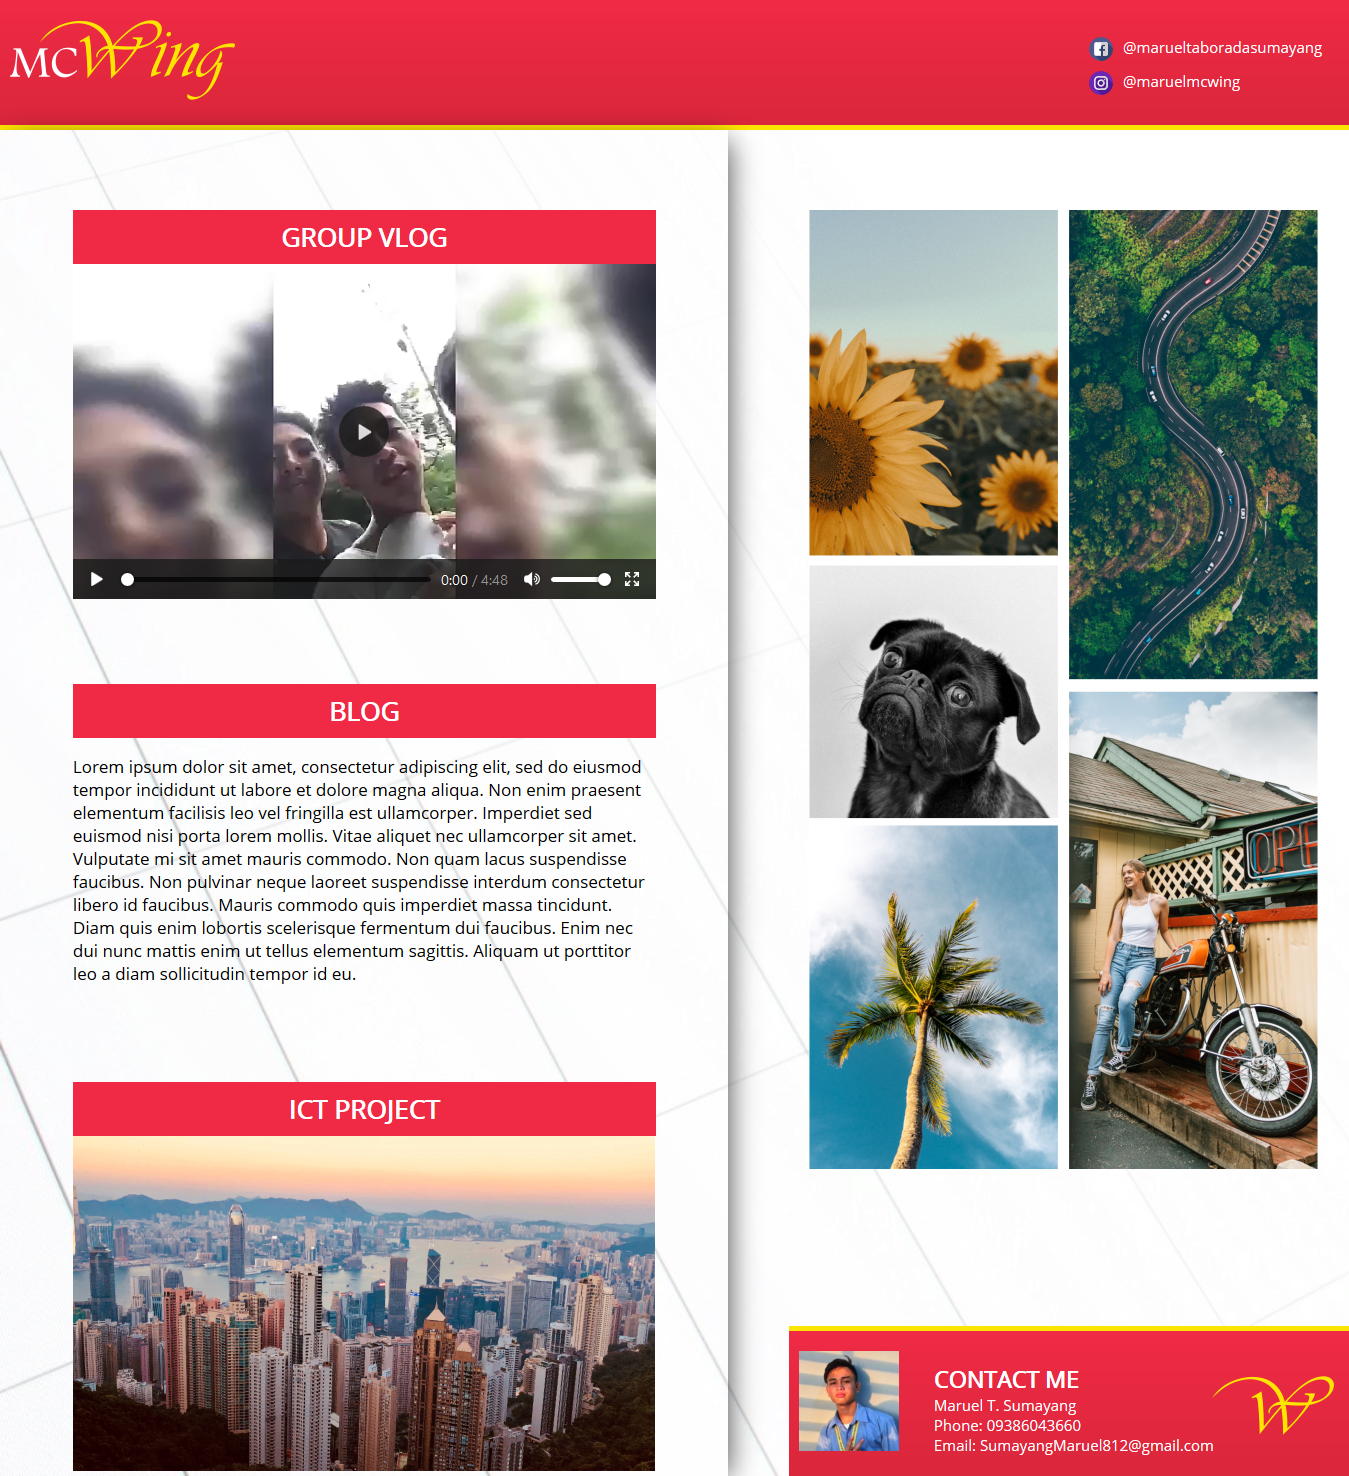 MCWing
@marueltaboradasumayang
@maruelmcwing
GROUP VLOG
0:00 / 4:48
BLOG
Lorem ipsum dolor sit amet, consectetur adipiscing elit, sed do eiusmod
tempor incididunt ut labore et dolore magna aliqua. Non enim praesent
elementum facilisis leo vel fringilla est ullamcorper. Imperdiet sed
euismod nisi porta lorem mollis. Vitae aliquet nec ullamcorper sit amet.
Vulputate mi sit amet mauris commodo. Non quam lacus suspendisse
faucibus. Non pulvinar neque laoreet suspendisse interdum consectetur
libero id faucibus. Mauris commodo quis imperdiet massa tincidunt.
Diam quis enim lobortis scelerisque fermentum dui faucibus. Enim nec
dui nunc mattis enim ut tellus elementum sagittis. Aliquam ut porttitor
leo a diam sollicitudin tempor id eu.
ICT PROJECT
OPE
CONTACT ME
Maruel T. Sumayang
Phone: 09386043660
Email: SumayangMaruel812@gmail.com
W